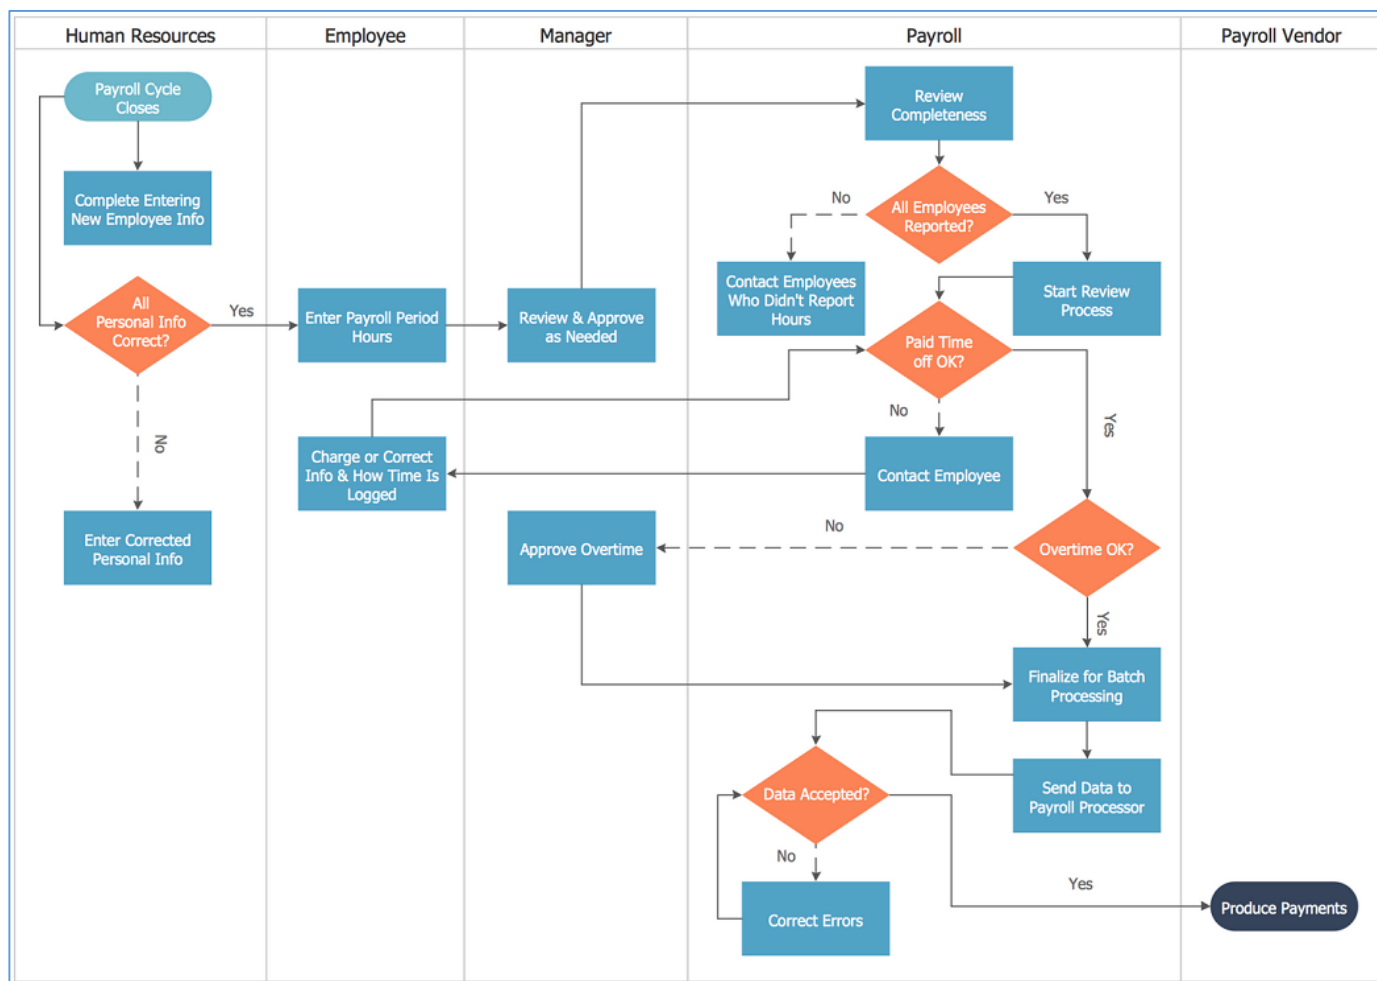 Human Resources
Employee
Manager
Payroll
Payroll Vendor
Payroll Cycle
Closes
Complete Entering
New Employee Info
All
Personal Info
Correct?
Yes
No
Enter Corrected
Personal Info
Enter Payroll Period
Hours
Review & Approve
as Needed
Review
Completeness
All Employees
Reported?
No
Yes
Contact Employees
Who Didn't Report
Hours
Start Review
Process
Paid Time
off OK?
No
Yes
Contact Employee
Charge or Correct
Info & How Time Is
Logged
Overtime OK?
No
Approve Overtime
Yes
Finalize for Batch
Processing
Send Data to
Payroll Processor
Data Accepted?
No
Correct Errors
Yes
Produce Payments